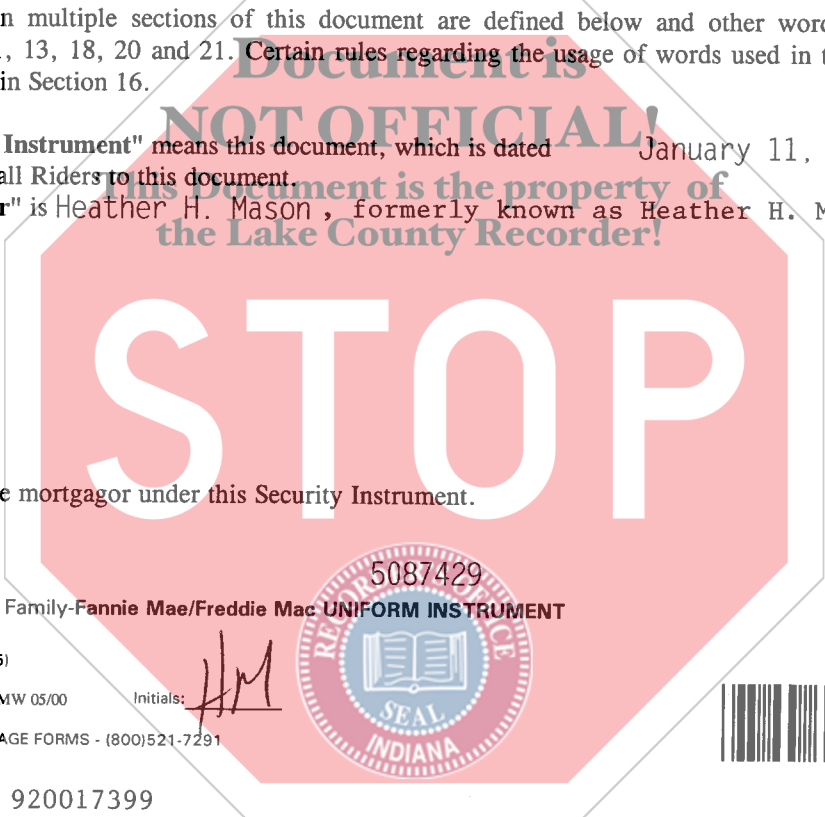 n multiple sections of this document are defined below and other word
, 13, 18, 20 and 21. Certain rules regarding the usage of words used in t
in Section 16.
Document is
NOT OFFICIAL!
Instrument" means this document, which is dated January 11,
all Riders to this document.
This Document is the property of
r" is Heather H. Mason, formerly known as Heather H. M
the Lake County Recorder!
STOP
e mortgagor under this Security Instrument.
5087429
Family-Fannie Mae/Freddie Mac UNIFORM INSTRUMENT
MW 05/00 Initials: HM
AGE FORMS - (800)521-7291
RECORDER'S OFFICE
SEAL
INDIANA
920017399